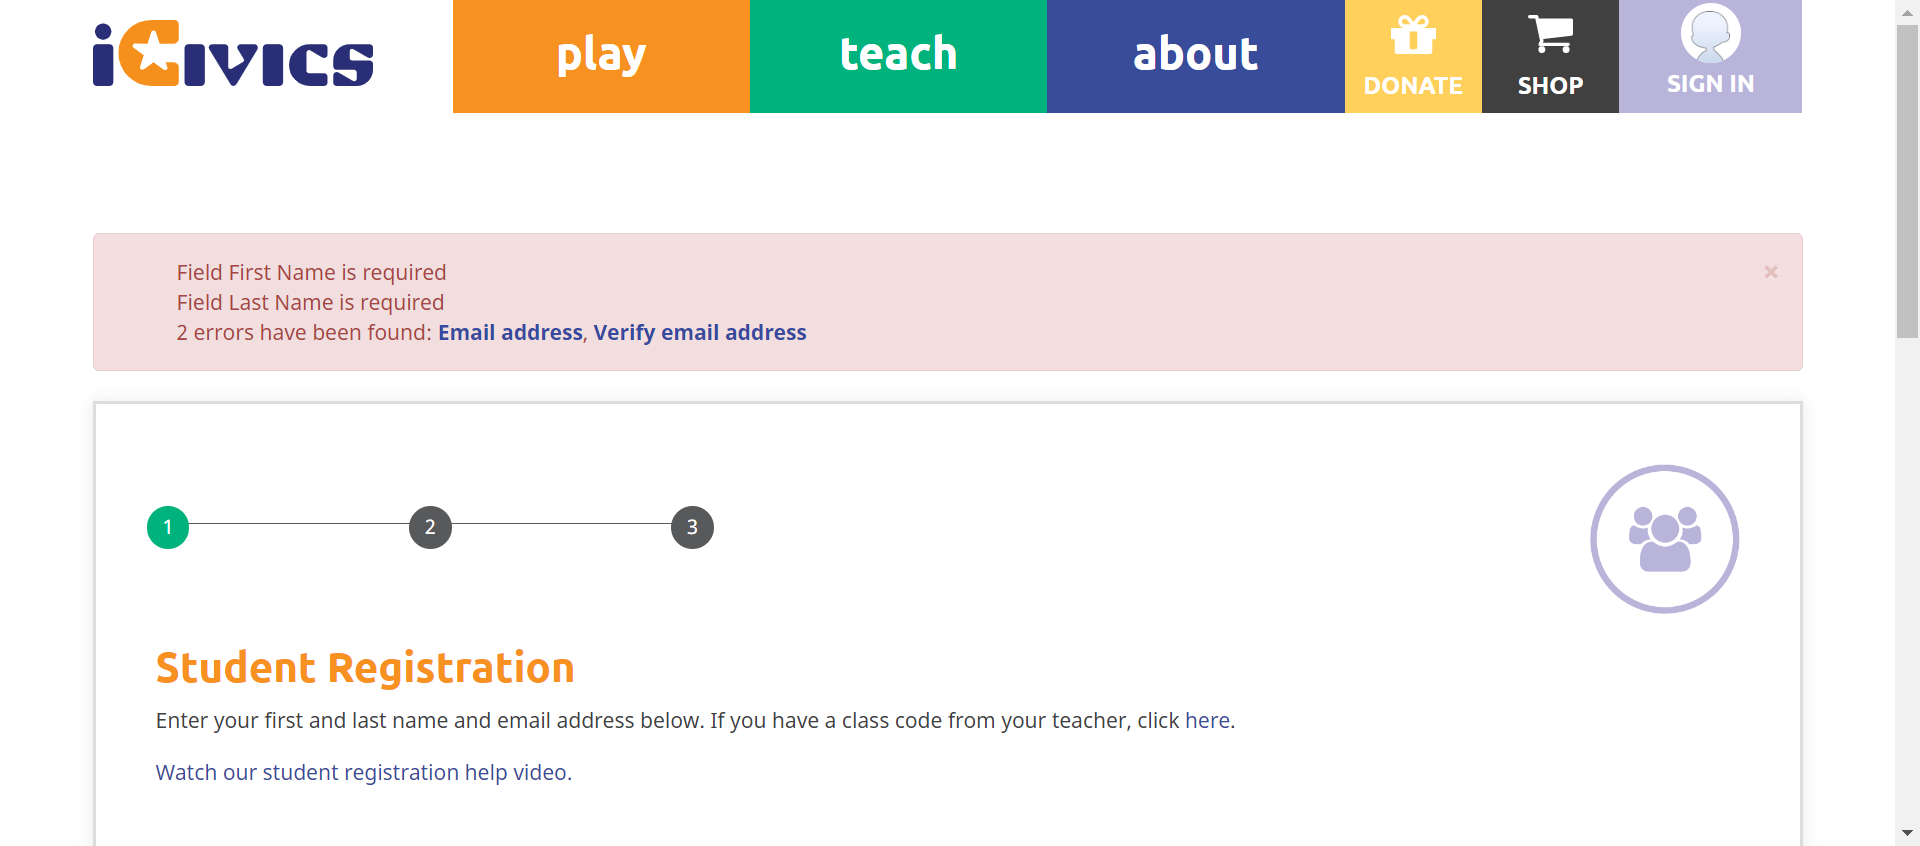 iCivics
play
teach
about
DONATE
SHOP
SIGN IN
Field First Name is required
×
Field Last Name is required
2 errors have been found: Email address, Verify email address
1
2
3
Student Registration
Enter your first and last name and email address below. If you have a class code from your teacher, click here.
Watch our student registration help video.